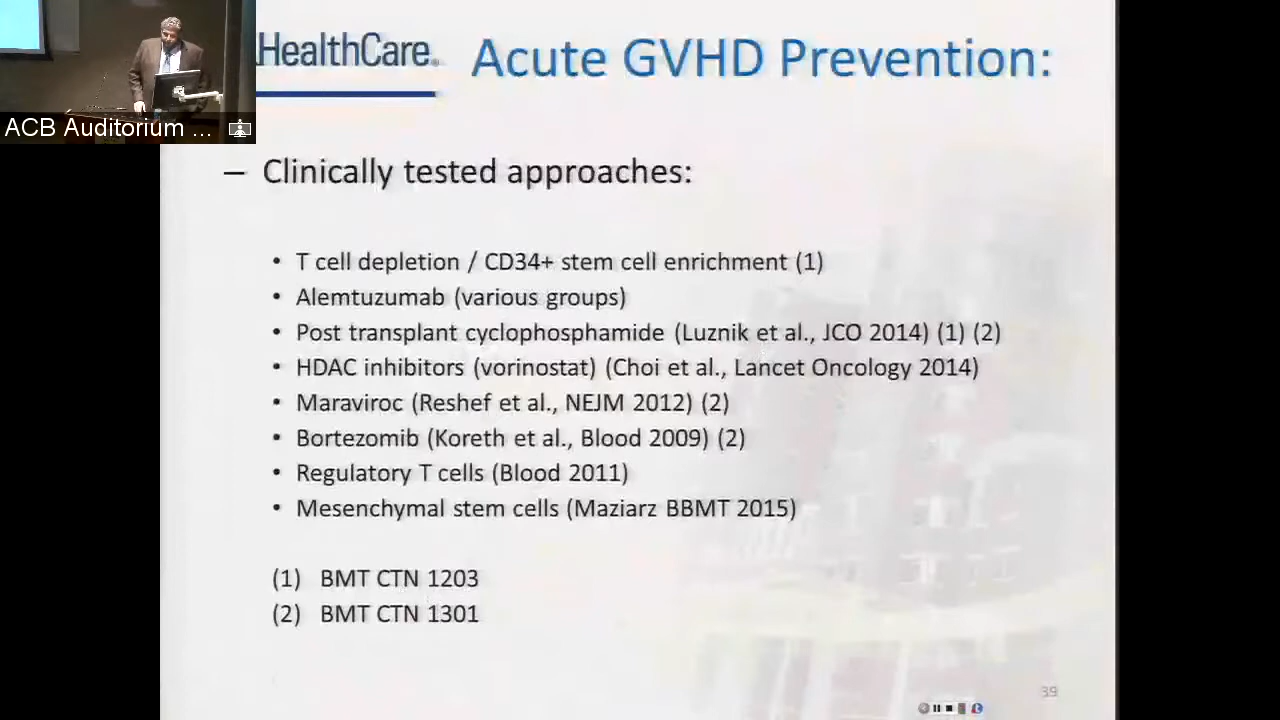 HealthCare®
Acute GVHD Prevention:
ACB Auditorium ...
– Clinically tested approaches:
• T cell depletion / CD34+ stem cell enrichment (1)
• Alemtuzumab (various groups)
• Post transplant cyclophosphamide (Luznik et al., JCO 2014) (1) (2)
• HDAC inhibitors (vorinostat) (Choi et al., Lancet Oncology 2014)
• Maraviroc (Reshef et al., NEJM 2012) (2)
• Bortezomib (Koreth et al., Blood 2009) (2)
• Regulatory T cells (Blood 2011)
• Mesenchymal stem cells (Maziarz BBMT 2015)
(1) BMT CTN 1203
(2) BMT CTN 1301
39